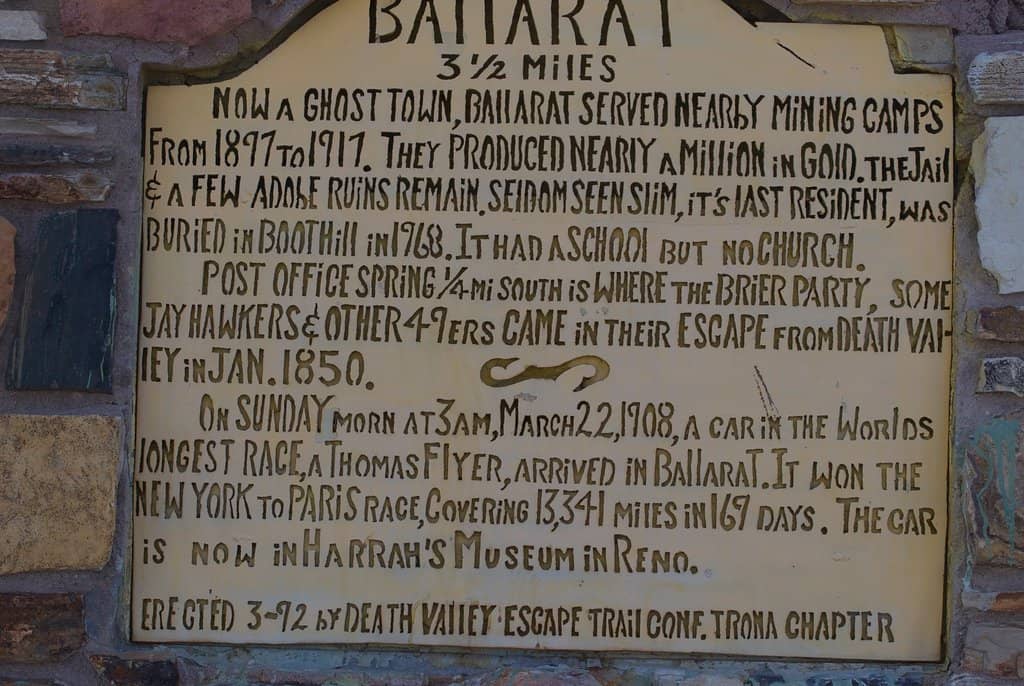 BALLARAT
3 1/2 MILES
NOW A GHOST TOWN, BALLARAT SERVED NEARBY MINING CAMPS
FROM 1897 TO 1917. THEY PRODUCED NEARLY A MILLION IN GOLD. THE JAIL
& A FEW ADOBE RUINS REMAIN. SELDOM SEEN SLIM, IT'S LAST RESIDENT, WAS
BURIED IN BOOTHILL IN 1968. IT HAD A SCHOOL BUT NO CHURCH.
POST OFFICE SPRING 1/4 MI SOUTH IS WHERE THE BRIER PARTY, SOME
JAYHAWKERS & OTHER 49ERS CAME IN THEIR ESCAPE FROM DEATH VAL-
LEY IN JAN. 1850.
ON SUNDAY MORN AT 3AM, MARCH 22, 1908, A CAR IN THE WORLDS
LONGEST RACE, A THOMAS FLYER, ARRIVED IN BALLARAT. IT WON THE
NEW YORK TO PARIS RACE, COVERING 13,341 MILES IN 169 DAYS. THE CAR
IS NOW IN HARRAH'S MUSEUM IN RENO.
ERECTED 3-92 BY DEATH VALLEY ESCAPE TRAIL CONF. TRONA CHAPTER